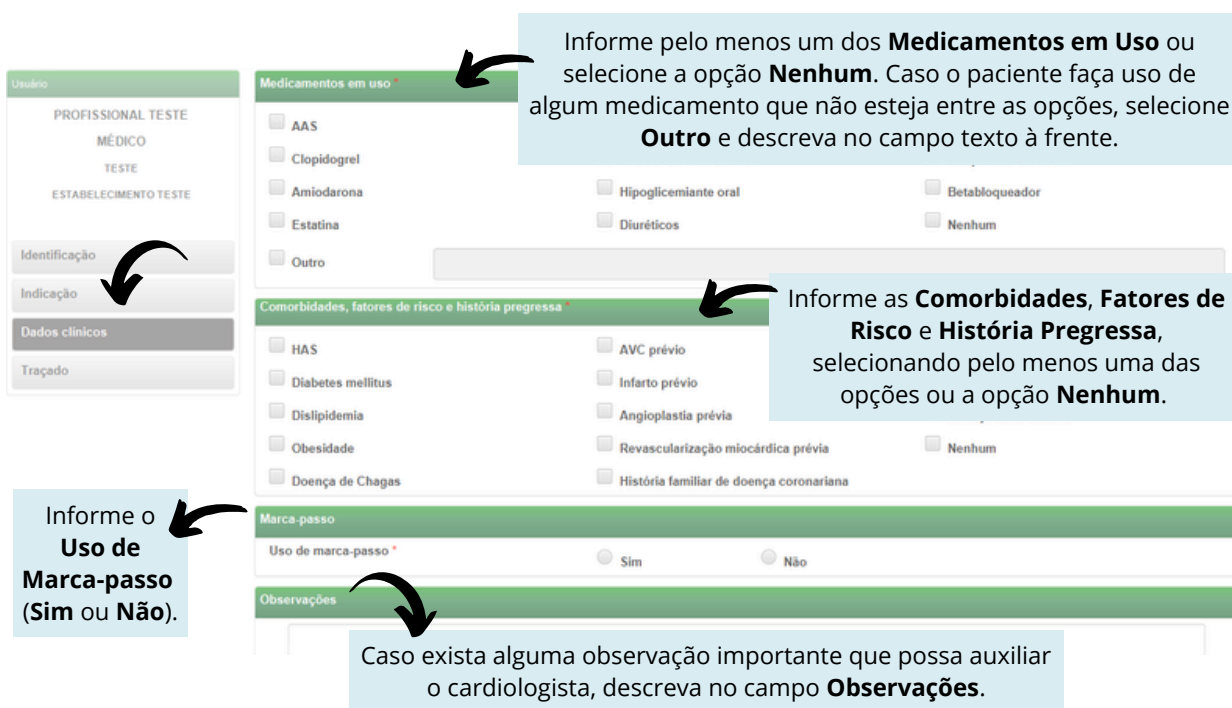 Informe pelo menos um dos Medicamentos em Uso ou
selecione a opção Nenhum. Caso o paciente faça uso de
algum medicamento que não esteja entre as opções, selecione
Outro e descreva no campo texto à frente.
Usuário
PROFISSIONAL TESTE
MÉDICO
TESTE
ESTABELECIMENTO TESTE
Identificação
Indicação
Dados clínicos
Traçado
Medicamentos em uso *
AAS
Clopidogrel
Amiodarona
Hipoglicemiante oral
Betabloqueador
Estatina
Diuréticos
Nenhum
Outro
Informe as Comorbidades, Fatores de
Risco e História Pregressa,
selecionando pelo menos uma das
opções ou a opção Nenhum.
Comorbidades, fatores de risco e história pregressa *
HAS
AVC prévio
Diabetes mellitus
Infarto prévio
Dislipidemia
Angioplastia prévia
Obesidade
Revascularização miocárdica prévia
Nenhum
Doença de Chagas
História familiar de doença coronariana
Informe o
Uso de
Marca-passo
(Sim ou Não).
Marca-passo
Uso de marca-passo *
Sim
Não
Observações
Caso exista alguma observação importante que possa auxiliar
o cardiologista, descreva no campo Observações.